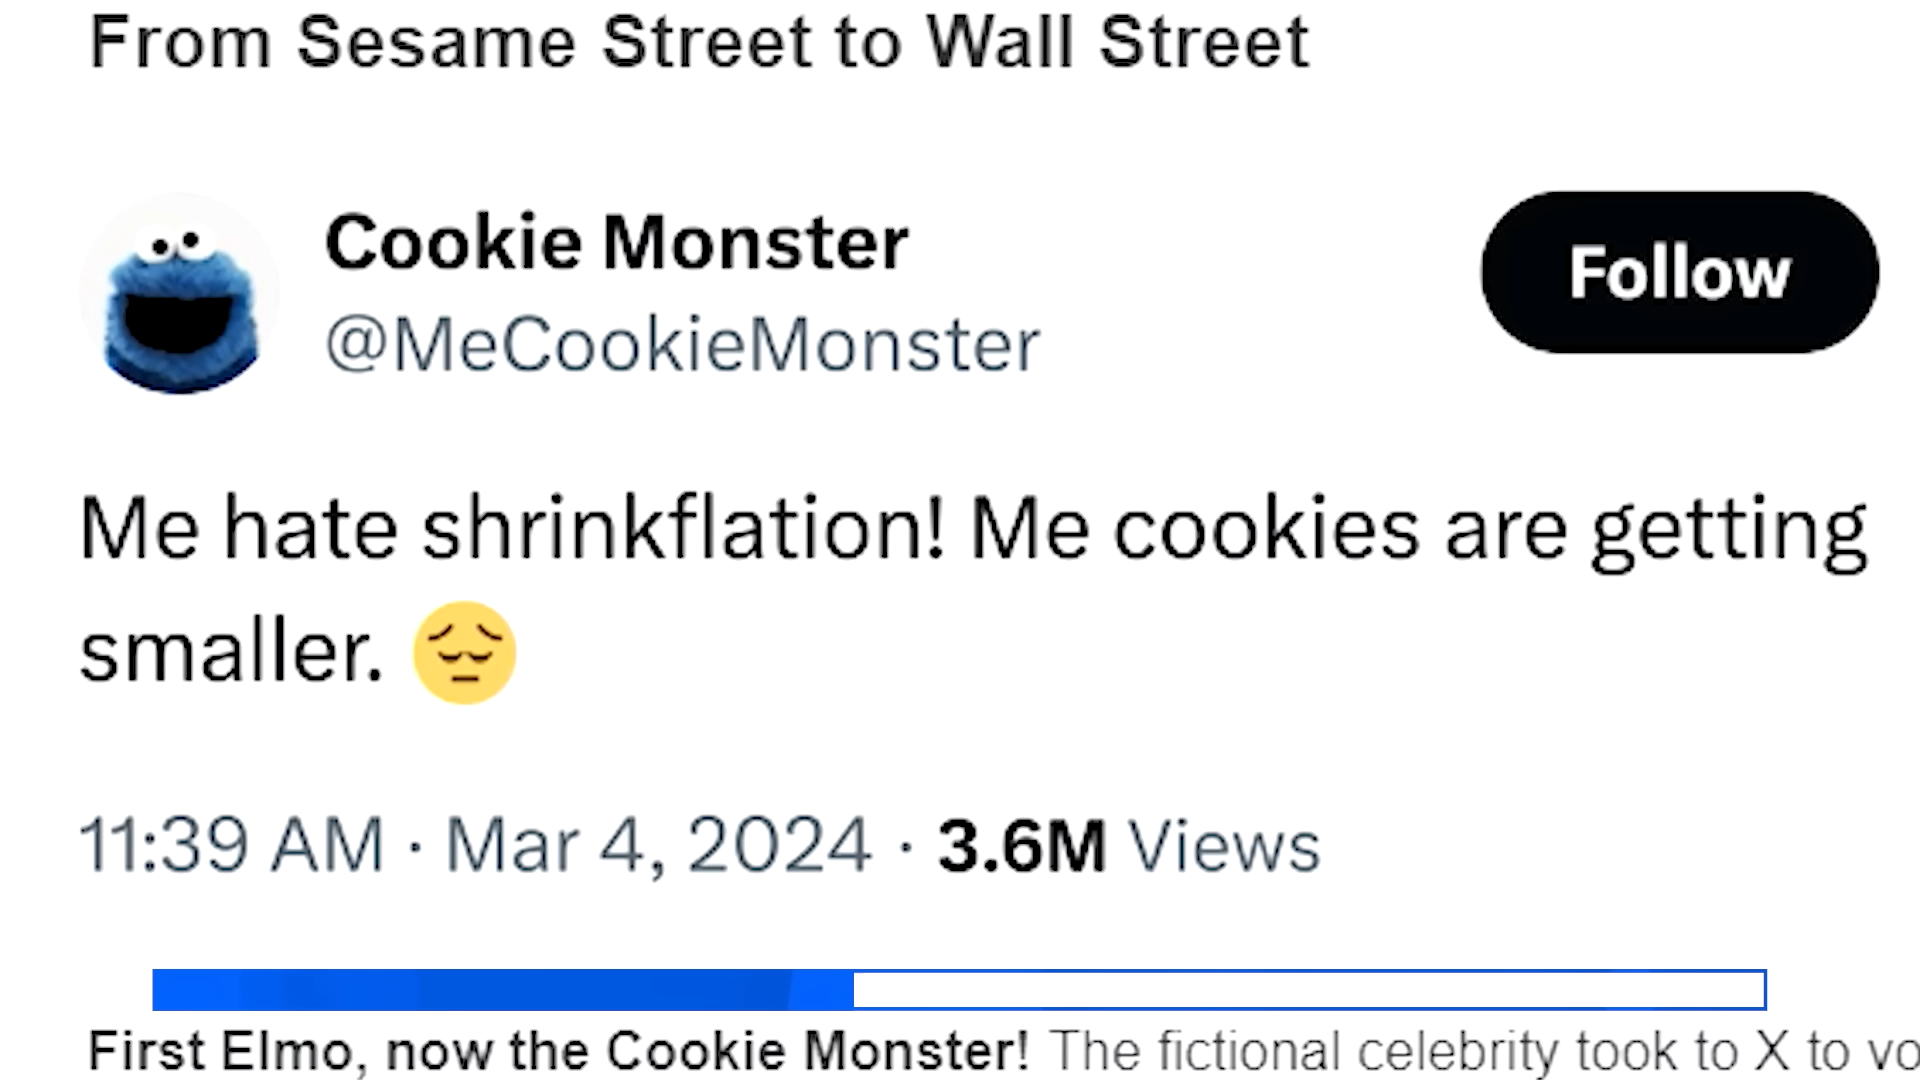 From Sesame Street to Wall Street
Cookie Monster
@MeCookieMonster
Follow
Me hate shrinkflation! Me cookies are getting
smaller. 😔
11:39 AM · Mar 4, 2024 · 3.6M Views
First Elmo, now the Cookie Monster! The fictional celebrity took to X to